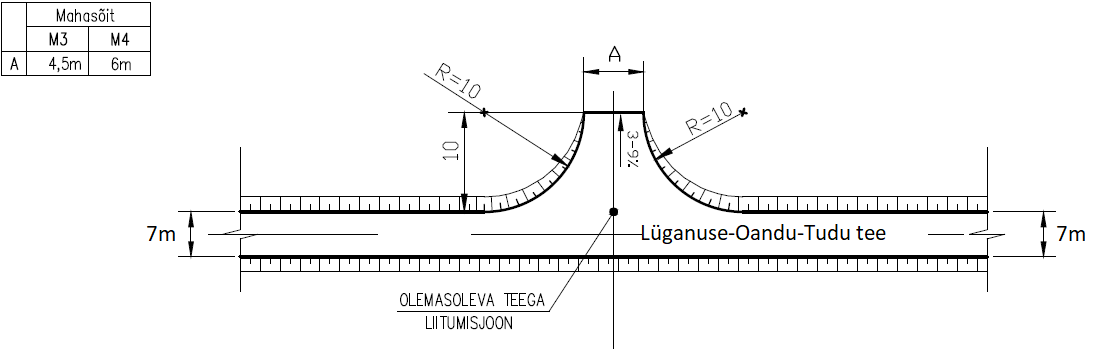 Mahasõit
M3 M4
A 4,5m 6m
A
R=10
R=10
10
3-9%
7m
Lüganuse-Oandu-Tudu tee
7m
OLEMASOLEVA TEEGA
LIITUMISJOON